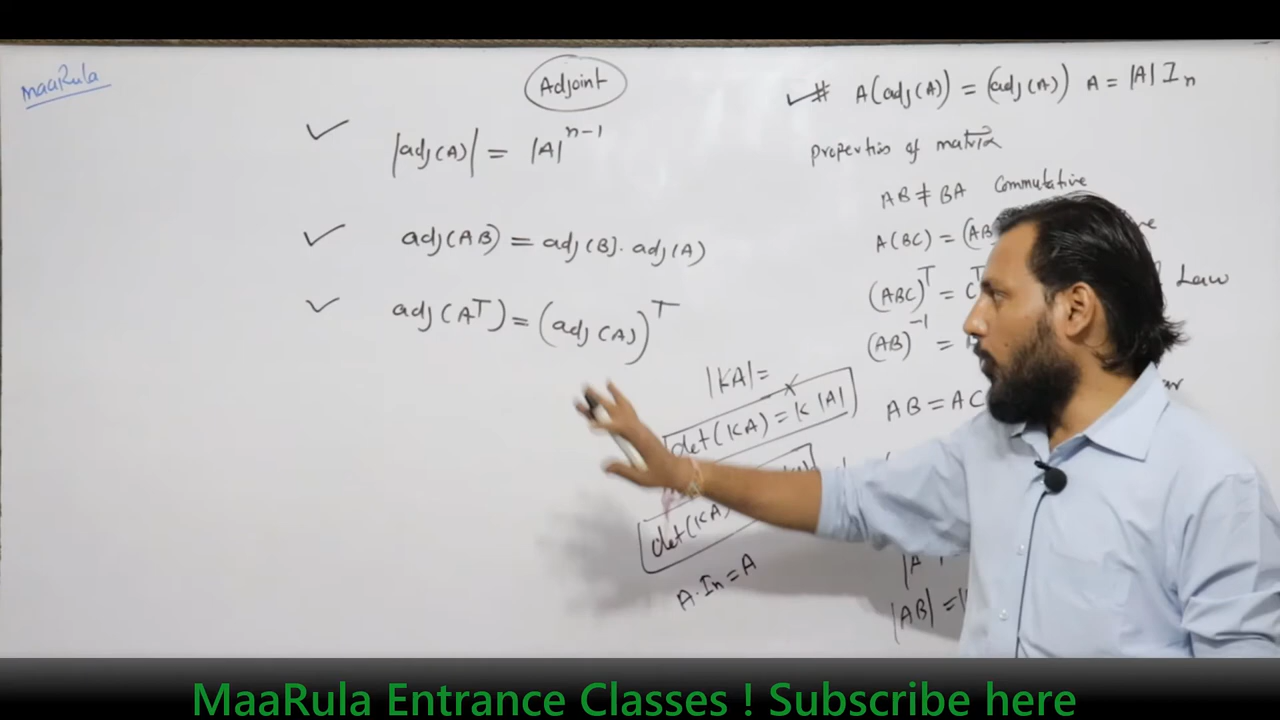 maaRula
Adjoint
|adj(A)| = |A|^{n-1}
adj(AB) = adj(B). adj(A)
adj(A^T) = (adj(A))^T
|KA| =
det(KA) = K |A|
det(KA)
A. In = A
# A(adj(A)) = (adj(A)) A = |A| I_n
properties of matrix
AB ≠ BA Commutative
A(BC) = (AB
(ABC)^T = C^T Law
(AB)^{-1} =
AB = AC
|A
|AB| = |
MaaRula Entrance Classes ! Subscribe here